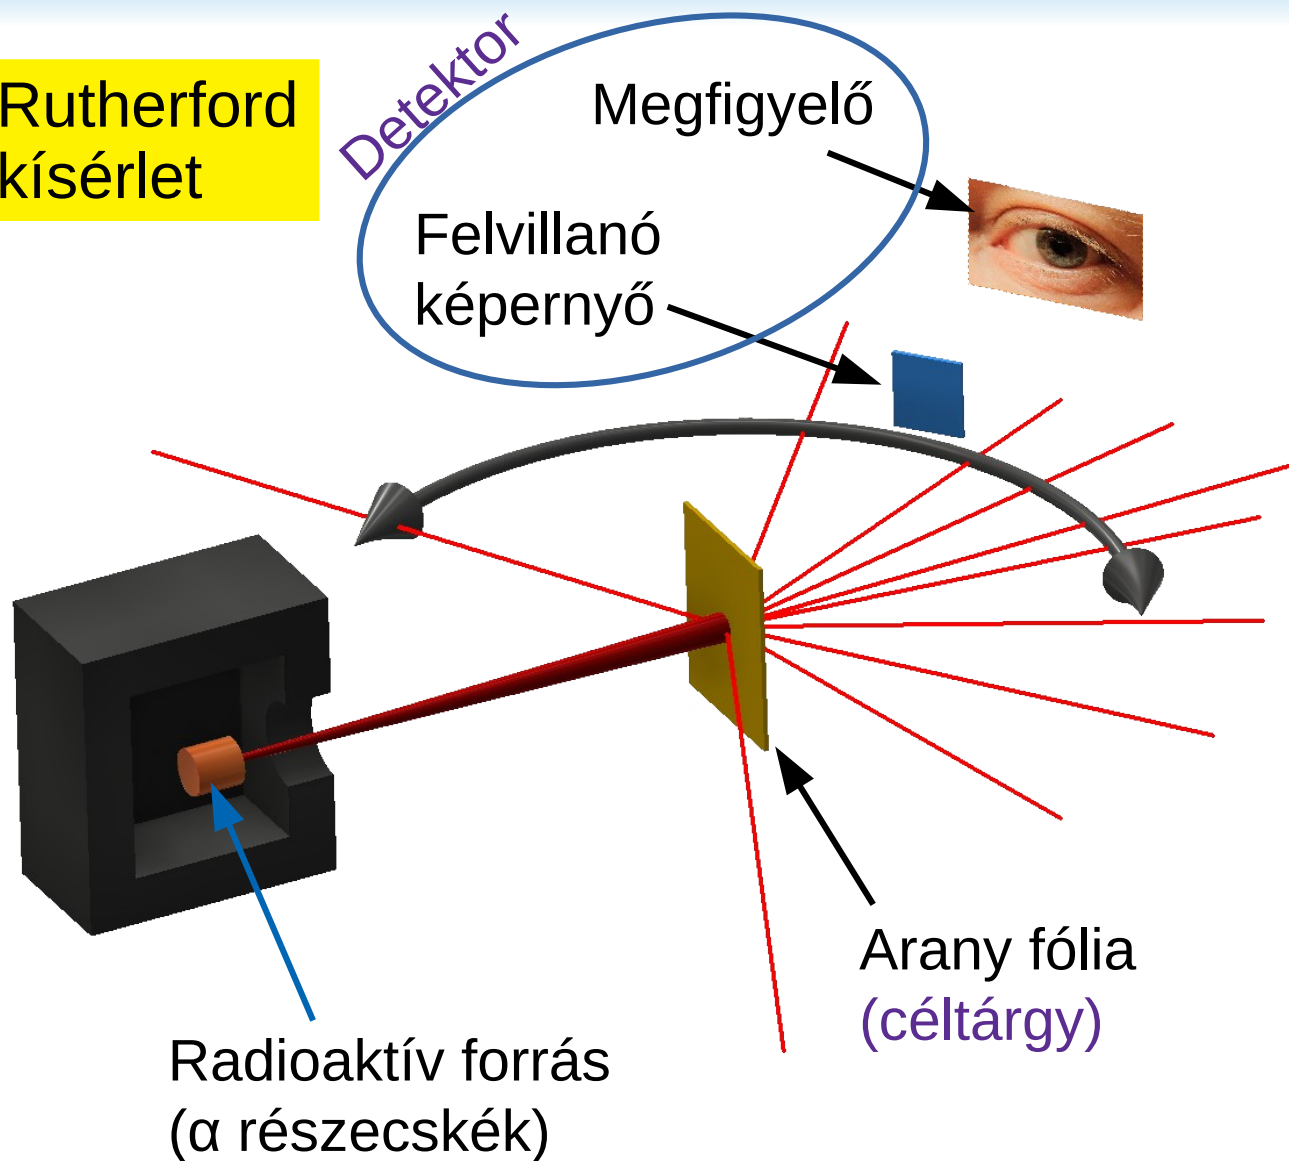 Rutherford
kísérlet
Detektor
Megfigyelő
Felvillanó
képernyő
Arany fólia
(céltárgy)
Radioaktív forrás
(α részecskék)